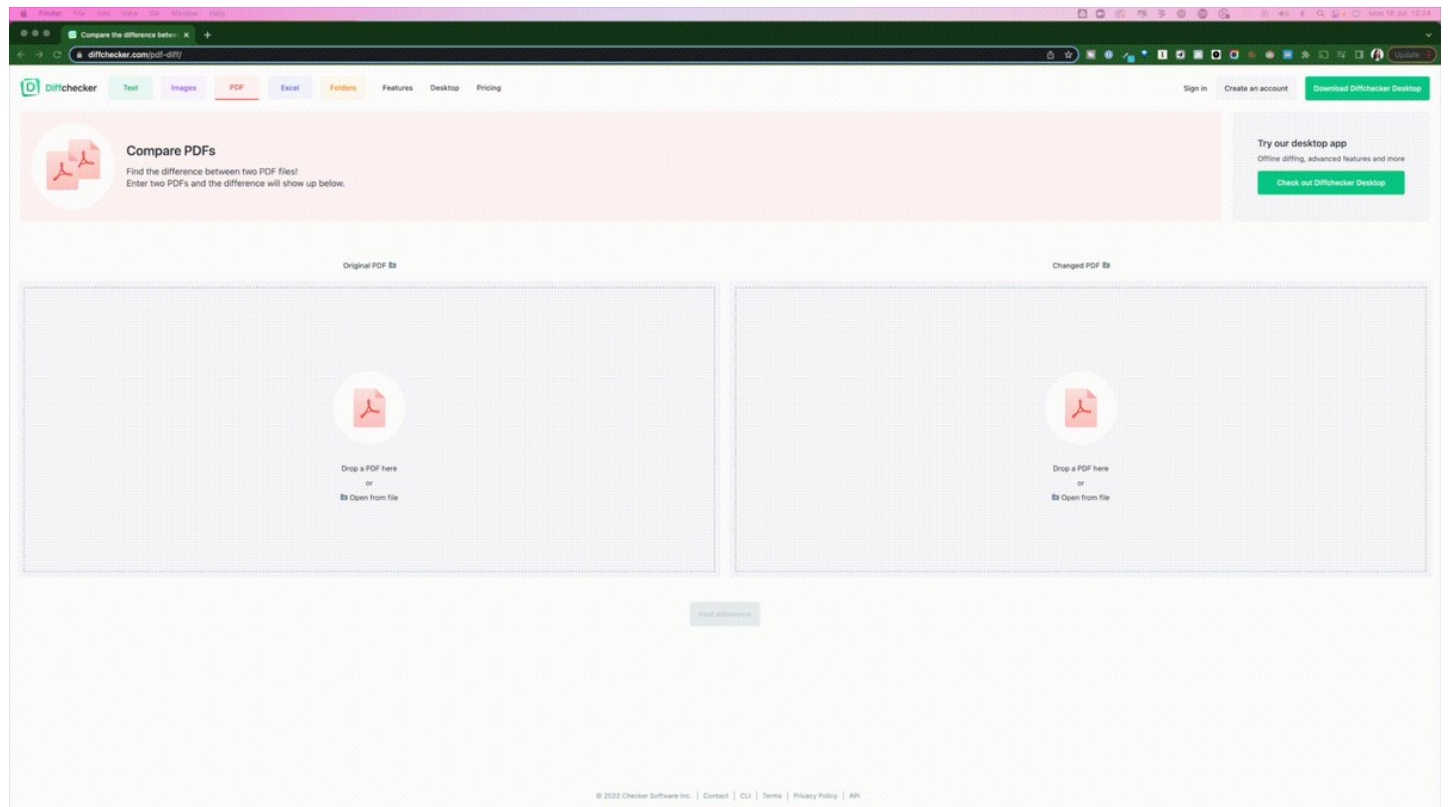 Finder File Edit View Go Window Help
Mon 18 Jul 12:24
Compare the difference betwe
diffchecker.com/pdf-diff/
Update
Diffchecker Text Images PDF Excel Folders Features Desktop Pricing Sign in Create an account Download Diffchecker Desktop
Compare PDFs
Find the difference between two PDF files!
Enter two PDFs and the difference will show up below.
Try our desktop app
Offline diffing, advanced features and more
Check out Diffchecker Desktop
Original PDF
Changed PDF
Drop a PDF here
or
Open from file
Drop a PDF here
or
Open from file
Find difference
© 2022 Checker Software Inc. | Contact | CLI | Terms | Privacy Policy | API